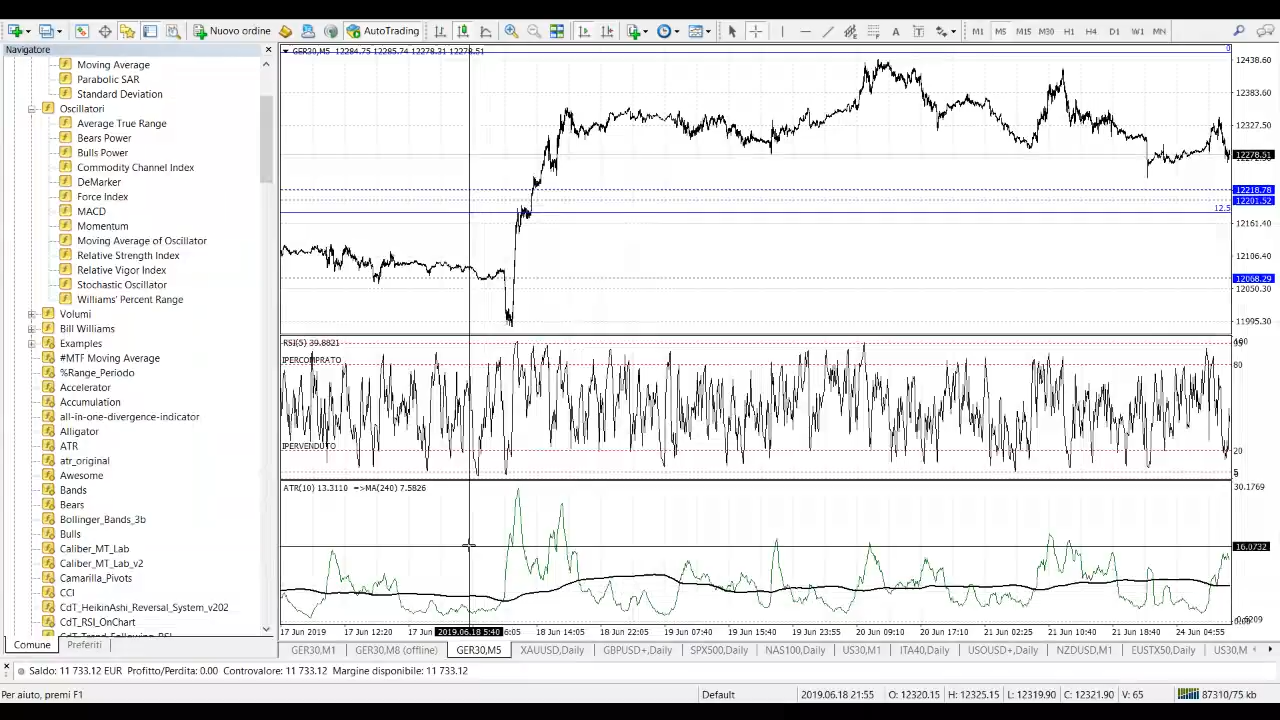 Nuovo ordine
AutoTrading
M1 M5 M15 M30 H1 H4 D1 W1 MN
Navigatore
Moving Average
Parabolic SAR
Standard Deviation
Oscillatori
Average True Range
Bears Power
Bulls Power
Commodity Channel Index
DeMarker
Force Index
MACD
Momentum
Moving Average of Oscillator
Relative Strength Index
Relative Vigor Index
Stochastic Oscillator
Williams' Percent Range
Volumi
Bill Williams
Examples
#MTF Moving Average
%Range_Periodo
Accelerator
Accumulation
all-in-one-divergence-indicator
Alligator
ATR
atr_original
Awesome
Bands
Bears
Bollinger_Bands_3b
Bulls
Caliber_MT_Lab
Caliber_MT_Lab_v2
Camarilla_Pivots
CCI
CdT_HeikinAshi_Reversal_System_v202
CdT_RSI_OnChart
CdT_Trend_Following_RSI
Comune Preferiti
GER30,M5 12284.75 12285.74 12278.31 12278.51
0
12438.60
12383.60
12327.50
12278.51
12218.78
12201.52
12.5
12161.40
12106.40
12068.29
12050.30
11995.30
RSI(5) 39.8821
100
IPERCOMPRATO
80
IPERVENDUTO
20
5
ATR(10) 13.3110 =>MA(240) 7.5826
30.1769
16.0732
17 Jun 2019 17 Jun 12:20 17 Jun 2019.06.18 5:40 6:05 18 Jun 14:05 18 Jun 22:05 19 Jun 07:40 19 Jun 15:40 19 Jun 23:55 20 Jun 09:10 20 Jun 17:10 21 Jun 02:25 21 Jun 10:40 21 Jun 18:40 24 Jun 04:55
GER30,M1 GER30,M8 (offline) GER30,M5 XAUUSD,Daily GBPUSD+,Daily SPX500,Daily NAS100,Daily US30,M1 ITA40,Daily USOUSD+,Daily NZDUSD,M1 EUSTX50,Daily US30,M
Saldo: 11 733.12 EUR Profitto/Perdita: 0.00 Controvalore: 11 733.12 Margine disponibile: 11 733.12
Per aiuto, premi F1 Default 2019.06.18 21:55 O: 12320.15 H: 12325.15 L: 12319.90 C: 12321.90 V: 65 87310/75 kb